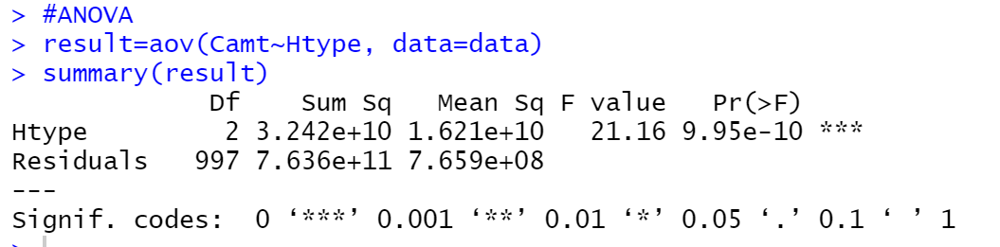 > #ANOVA
> result=aov(Camt~Htype, data=data)
> summary(result)
             Df    Sum Sq   Mean Sq F value   Pr(>F)
Htype         2 3.242e+10 1.621e+10   21.16 9.95e-10 ***
Residuals   997 7.636e+11 7.659e+08
---
Signif. codes:  0 ‘***’ 0.001 ‘**’ 0.01 ‘*’ 0.05 ‘.’ 0.1 ‘ ’ 1
>